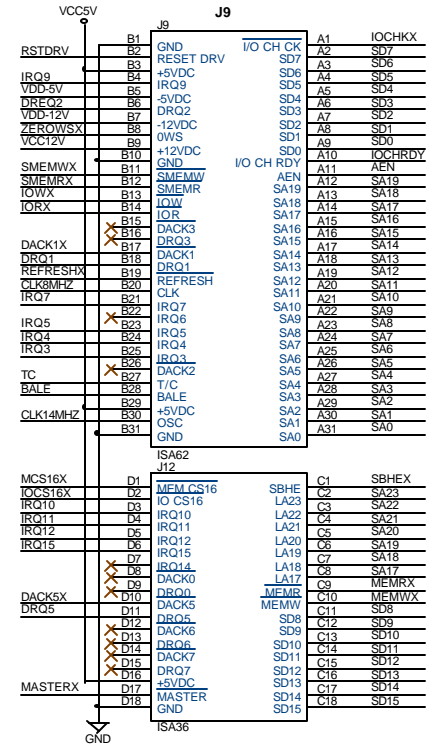 VCC5V
J9
J9
B1 GND I/O CH CK A1 IOCHKX
RSTDRV B2 RESET DRV SD7 A2 SD7
B3 +5VDC SD6 A3 SD6
IRQ9 B4 IRQ9 SD5 A4 SD5
VDD-5V B5 -5VDC SD4 A5 SD4
DREQ2 B6 DRQ2 SD3 A6 SD3
VDD-12V B7 -12VDC SD2 A7 SD2
ZEROWSX B8 0WS SD1 A8 SD1
VCC12V B9 +12VDC SD0 A9 SD0
B10 GND I/O CH RDY A10 IOCHRDY
SMEMWX B11 SMEMW AEN A11 AEN
SMEMRX B12 SMEMR SA19 A12 SA19
IOWX B13 IOW SA18 A13 SA18
IORX B14 IOR SA17 A14 SA17
B15 DACK3 SA16 A15 SA16
B16 DRQ3 SA15 A16 SA15
DACK1X B17 DACK1 SA14 A17 SA14
DRQ1 B18 DRQ1 SA13 A18 SA13
REFRESHX B19 REFRESH SA12 A19 SA12
CLK8MHZ B20 CLK SA11 A20 SA11
IRQ7 B21 IRQ7 SA10 A21 SA10
B22 IRQ6 SA9 A22 SA9
IRQ5 B23 IRQ5 SA8 A23 SA8
IRQ4 B24 IRQ4 SA7 A24 SA7
IRQ3 B25 IRQ3 SA6 A25 SA6
B26 DACK2 SA5 A26 SA5
TC B27 T/C SA4 A27 SA4
BALE B28 BALE SA3 A28 SA3
B29 +5VDC SA2 A29 SA2
CLK14MHZ B30 OSC SA1 A30 SA1
B31 GND SA0 A31 SA0
ISA62
J12
MCS16X D1 MEM CS16 SBHE C1 SBHEX
IOCS16X D2 IO CS16 LA23 C2 SA23
IRQ10 D3 IRQ10 LA22 C3 SA22
IRQ11 D4 IRQ11 LA21 C4 SA21
IRQ12 D5 IRQ12 LA20 C5 SA20
IRQ15 D6 IRQ15 LA19 C6 SA19
D7 IRQ14 LA18 C7 SA18
D8 DACK0 LA17 C8 SA17
D9 DRQ0 MEMR C9 MEMRX
DACK5X D10 DACK5 MEMW C10 MEMWX
DRQ5 D11 DRQ5 SD8 C11 SD8
D12 DACK6 SD9 C12 SD9
D13 DRQ6 SD10 C13 SD10
D14 DACK7 SD11 C14 SD11
D15 DRQ7 SD12 C15 SD12
D16 +5VDC SD13 C16 SD13
MASTERX D17 MASTER SD14 C17 SD14
D18 GND SD15 C18 SD15
ISA36
GND